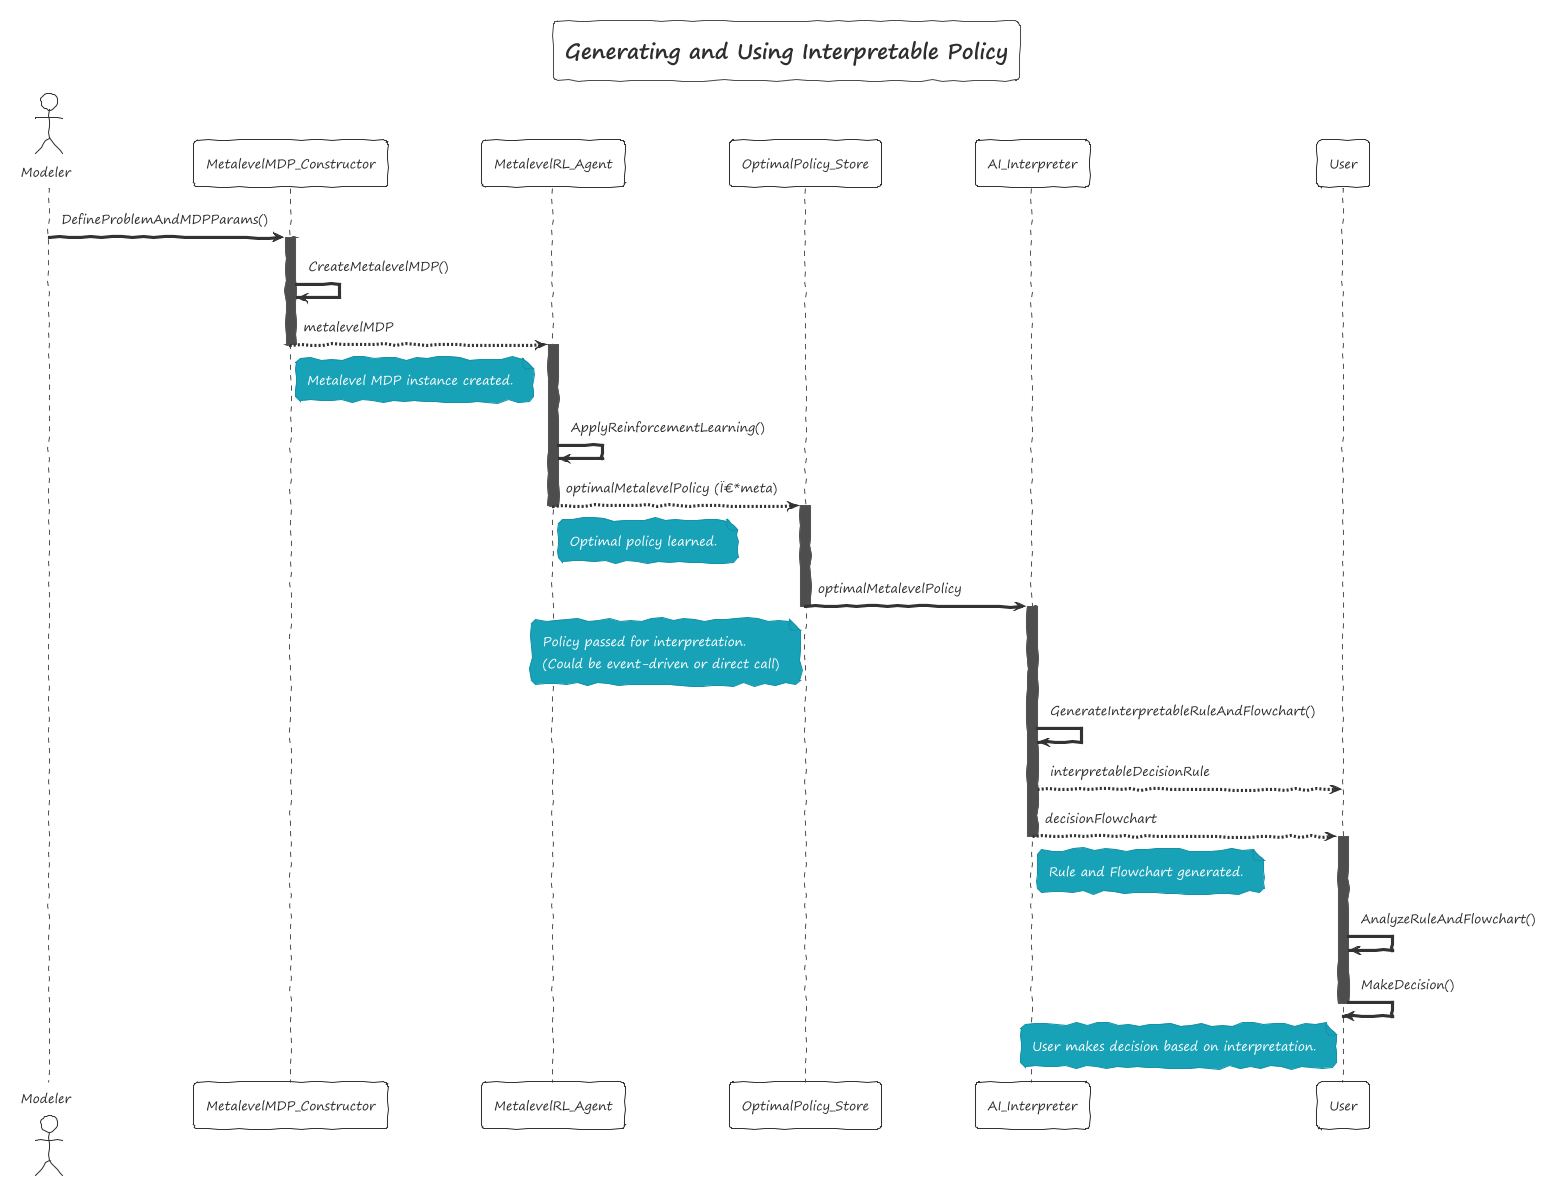 Generating and Using Interpretable Policy
Modeler
MetalevelMDP_Constructor
MetalevelRL_Agent
OptimalPolicy_Store
AI_Interpreter
User
DefineProblemAndMDPParams()
CreateMetalevelMDP()
metalevelMDP
Metalevel MDP instance created.
ApplyReinforcementLearning()
optimalMetalevelPolicy (Ï€*meta)
Optimal policy learned.
optimalMetalevelPolicy
Policy passed for interpretation.
(Could be event-driven or direct call)
GenerateInterpretableRuleAndFlowchart()
interpretableDecisionRule
decisionFlowchart
Rule and Flowchart generated.
AnalyzeRuleAndFlowchart()
MakeDecision()
User makes decision based on interpretation.
Modeler
MetalevelMDP_Constructor
MetalevelRL_Agent
OptimalPolicy_Store
AI_Interpreter
User